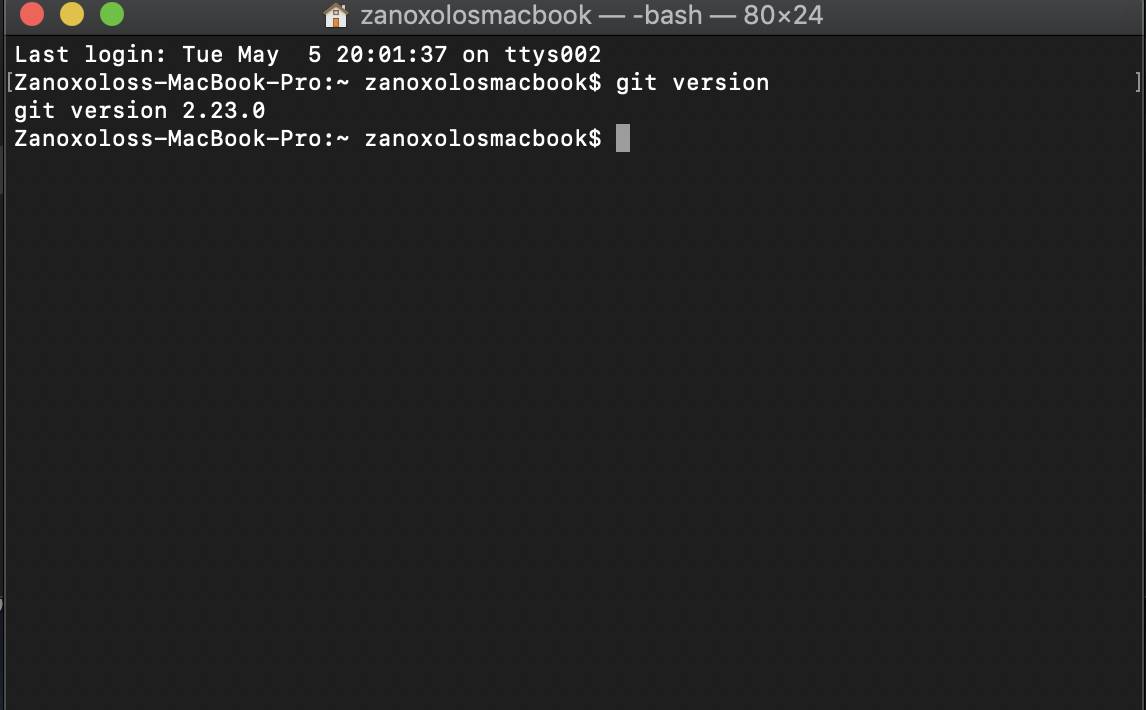 zanoxolosmacbook — -bash — 80×24
Last login: Tue May  5 20:01:37 on ttys002
[Zanoxoloss-MacBook-Pro:~ zanoxolosmacbook$ git version ]
git version 2.23.0
Zanoxoloss-MacBook-Pro:~ zanoxolosmacbook$